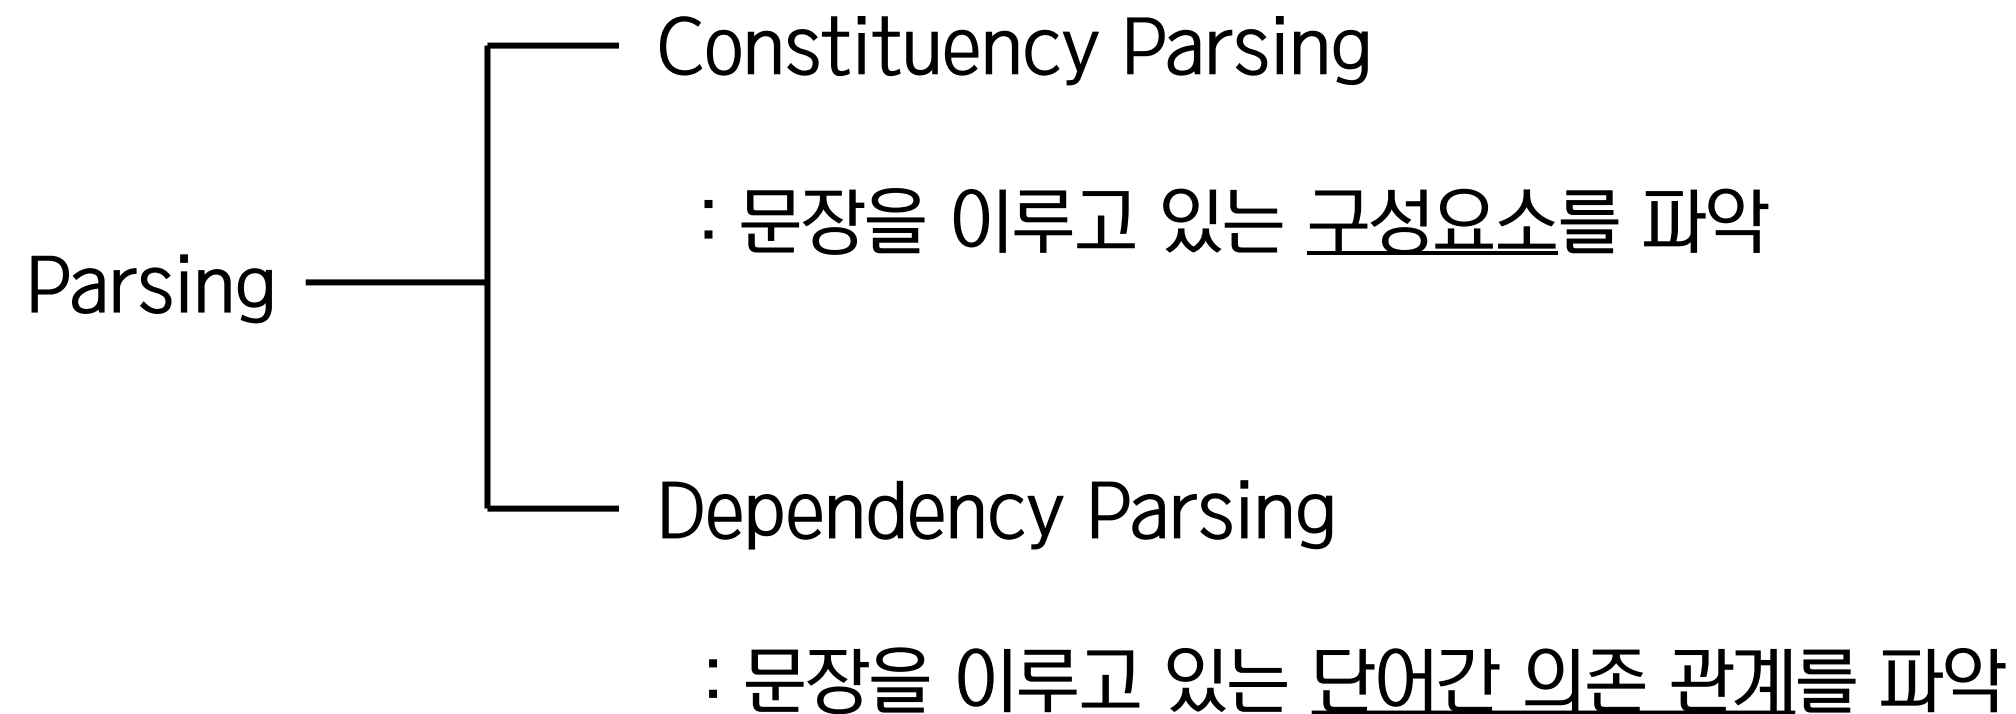 Constituency Parsing
: 문장을 이루고 있는 구성요소를 파악
Parsing
Dependency Parsing
: 문장을 이루고 있는 단어간 의존 관계를 파악